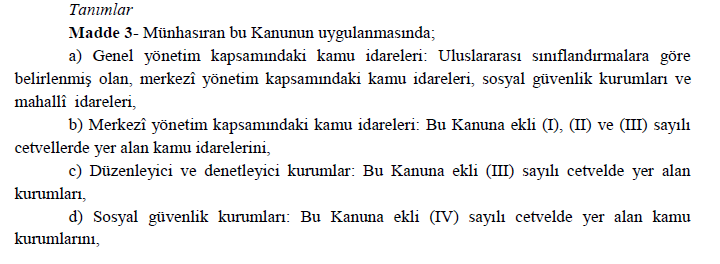 Tanımlar
Madde 3- Münhasıran bu Kanunun uygulanmasında;
a) Genel yönetim kapsamındaki kamu idareleri: Uluslararası sınıflandırmalara göre
belirlenmiş olan, merkezî yönetim kapsamındaki kamu idareleri, sosyal güvenlik kurumları ve
mahallî idareleri,
b) Merkezî yönetim kapsamındaki kamu idareleri: Bu Kanuna ekli (I), (II) ve (III) sayılı
cetvellerde yer alan kamu idarelerini,
c) Düzenleyici ve denetleyici kurumlar: Bu Kanuna ekli (III) sayılı cetvelde yer alan
kurumları,
d) Sosyal güvenlik kurumları: Bu Kanuna ekli (IV) sayılı cetvelde yer alan kamu
kurumlarını,